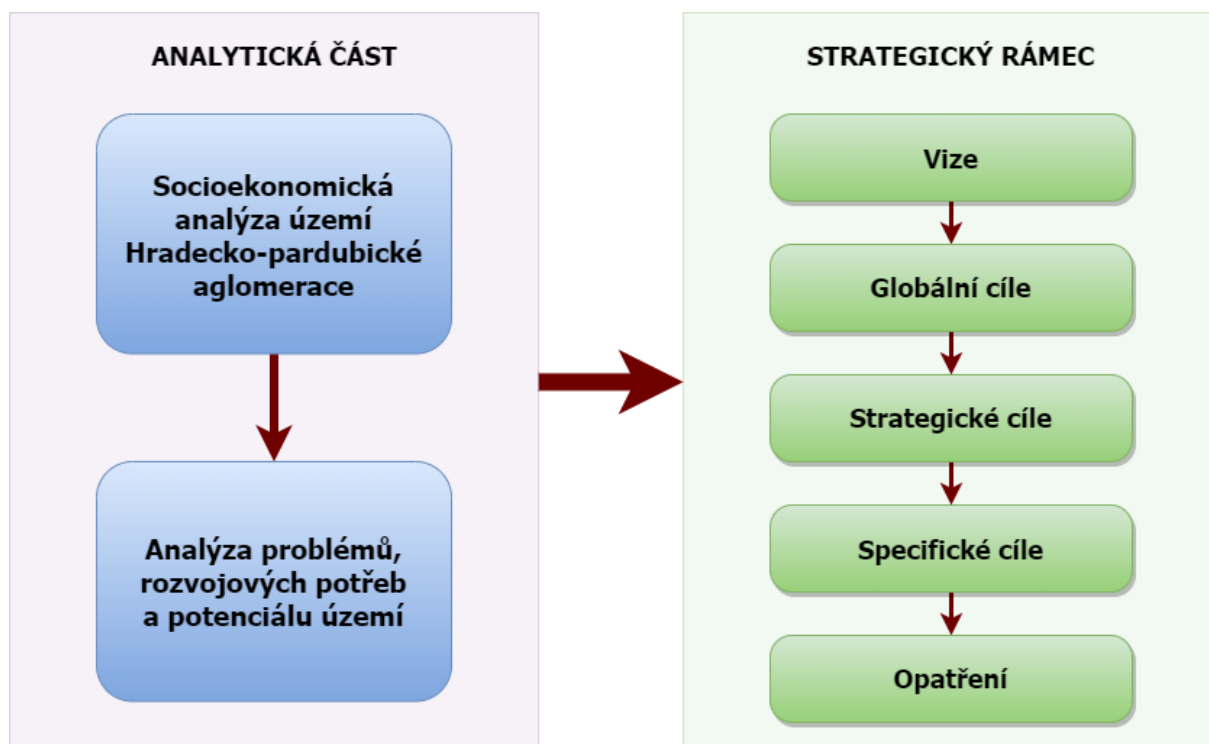 ANALYTICKÁ ČÁST
Socioekonomická
analýza území
Hradecko-pardubické
aglomerace
Analýza problémů,
rozvojových potřeb
a potenciálu území
STRATEGICKÝ RÁMEC
Vize
Globální cíle
Strategické cíle
Specifické cíle
Opatření